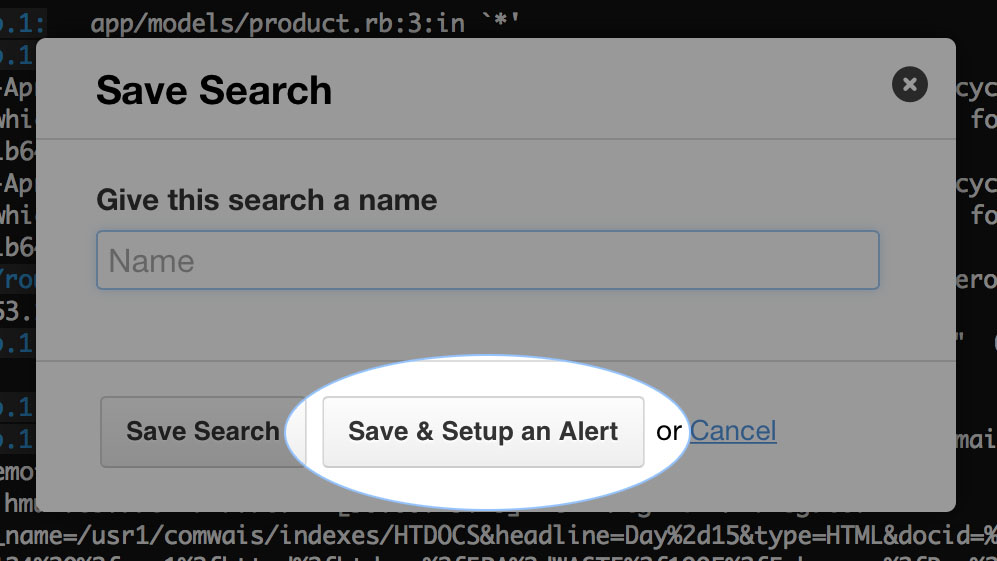 app/models/product.rb:3:in `*'
Save Search
Give this search a name
Name
Save Search
Save & Setup an Alert
or Cancel
_name=/usr1/comwais/indexes/HTDOCS&headline=Day%2d15&type=HTML&docid=%